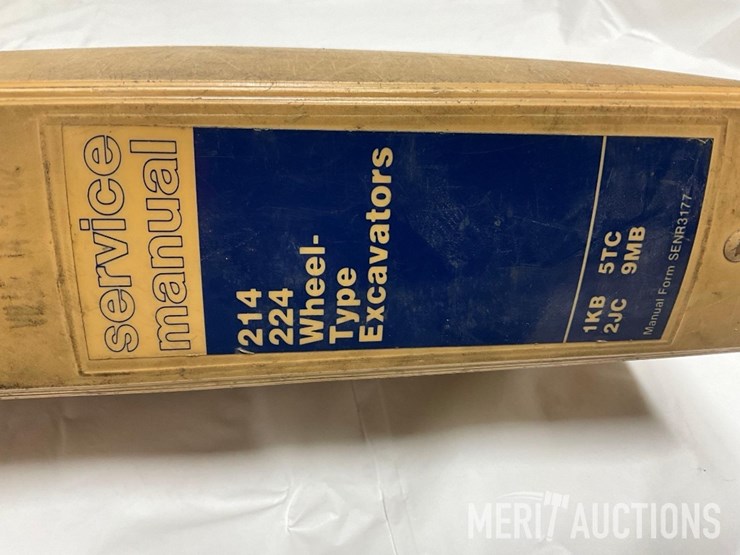 service
manual
214
224
Wheel-
Type
Excavators
1KB 5TC
2JC 9MB
Manual Form SENR3177
MERIT AUCTIONS